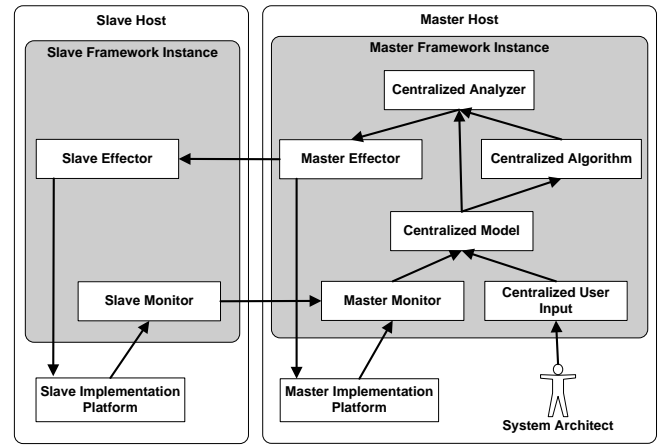 Slave Host
Master Host
Slave Framework Instance
Master Framework Instance
Centralized Analyzer
Slave Effector
Master Effector
Centralized Algorithm
Centralized Model
Slave Monitor
Master Monitor
Centralized User
Input
Slave Implementation
Platform
Master Implementation
Platform
System Architect